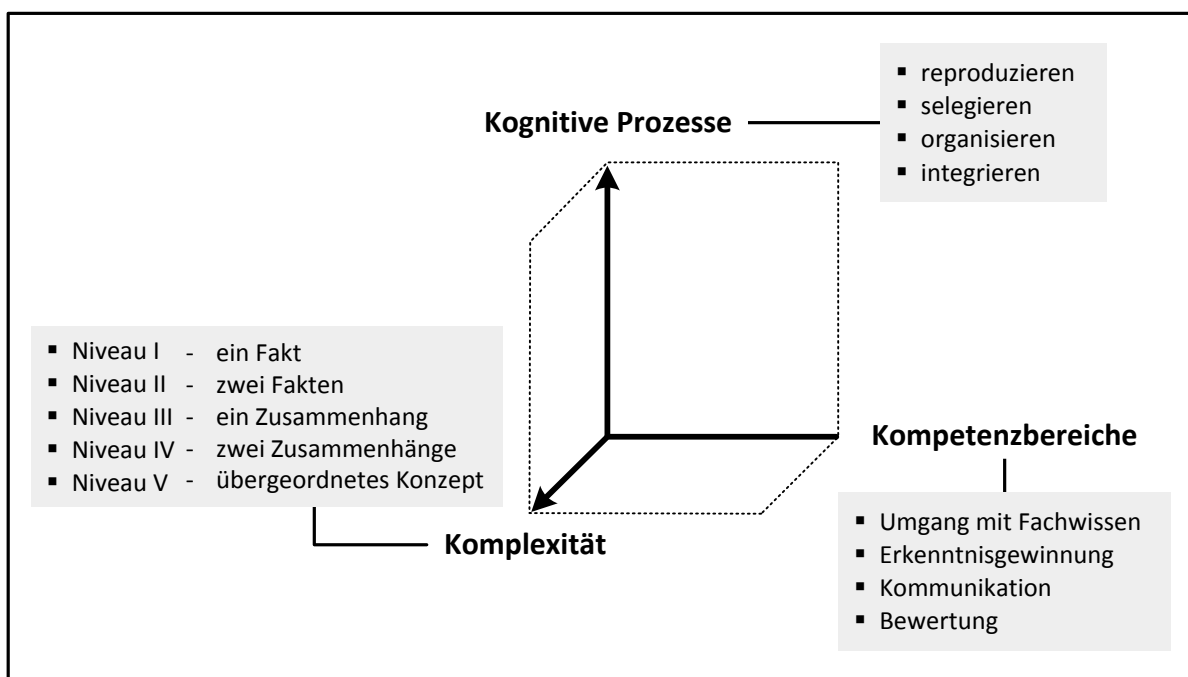 Kognitive Prozesse
▪ reproduzieren
▪ selegieren
▪ organisieren
▪ integrieren
▪ Niveau I - ein Fakt
▪ Niveau II - zwei Fakten
▪ Niveau III - ein Zusammenhang
▪ Niveau IV - zwei Zusammenhänge
▪ Niveau V - übergeordnetes Konzept
Komplexität
Kompetenzbereiche
▪ Umgang mit Fachwissen
▪ Erkenntnisgewinnung
▪ Kommunikation
▪ Bewertung